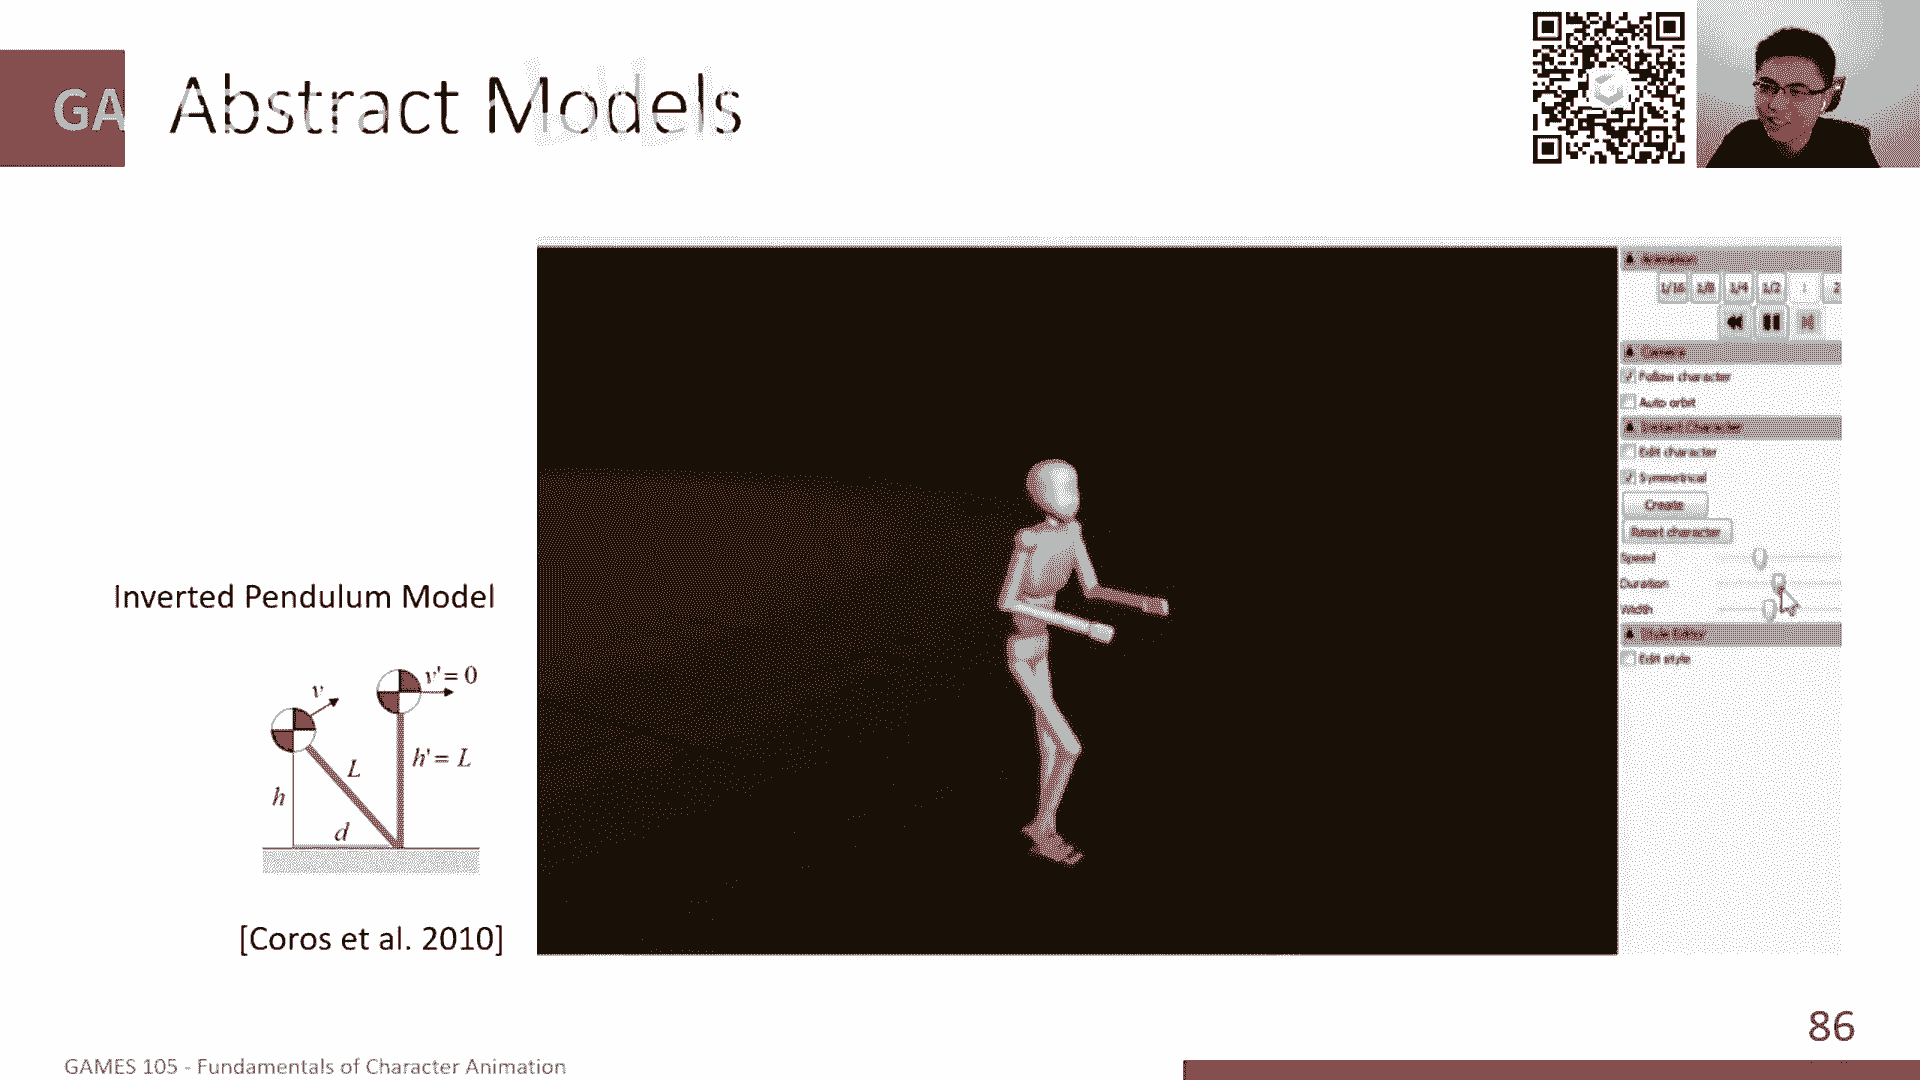 GA
Abstract Models
Animation
1/16 1/8 1/4 1/2 1 2
Camera
Follow character
Auto orbit
Instant Character
Edit character
Symmetrical
Create
Reset character
Speed
Duration
Width
Style Editor
Edit style
Inverted Pendulum Model
v
v'= 0
L
h'= L
h
d
[Coros et al. 2010]
86
GAMES 105 - Fundamentals of Character Animation